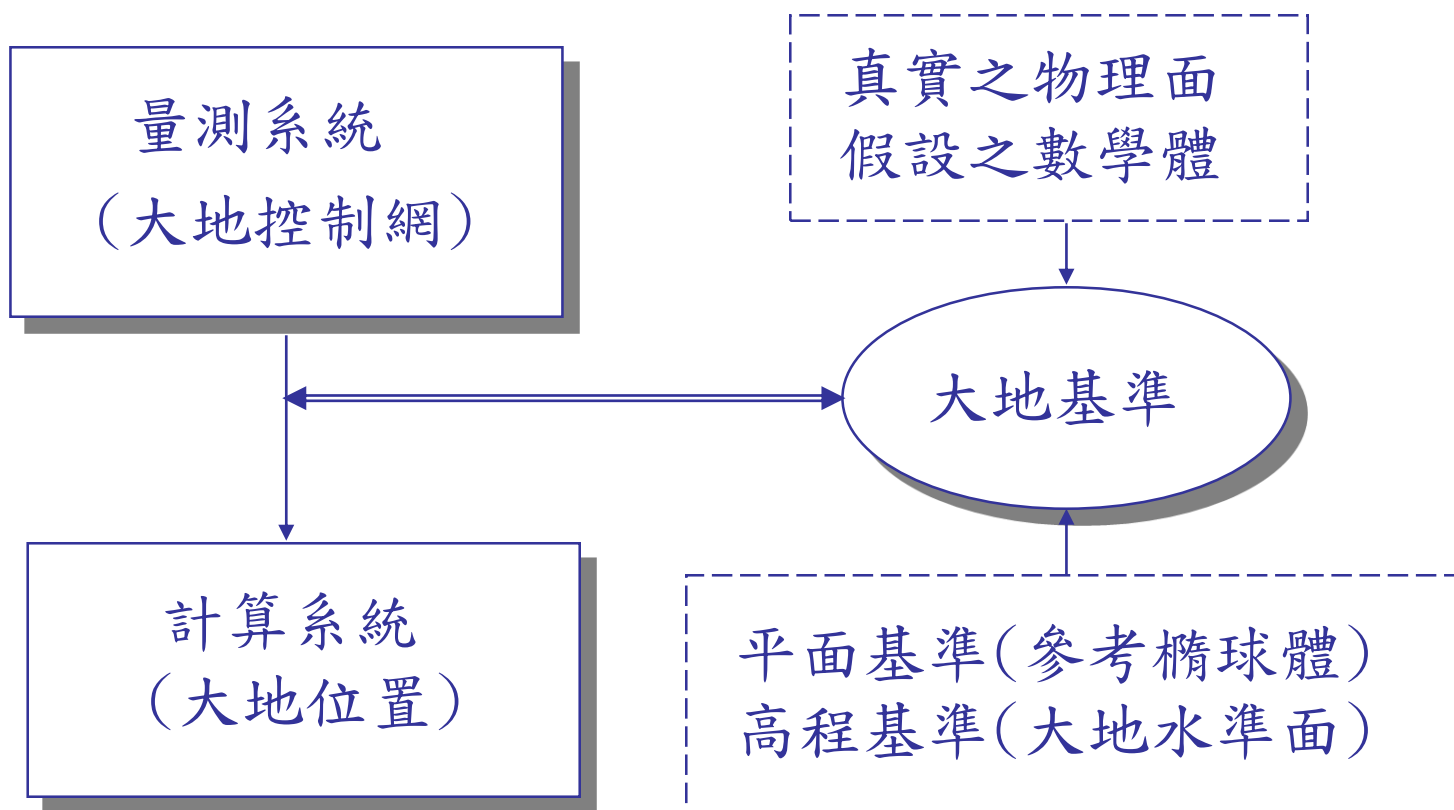 量測系統
（大地控制網）
真實之物理面
假設之數學體
大地基準
計算系統
（大地位置）
平面基準(參考橢球體)
高程基準(大地水準面)